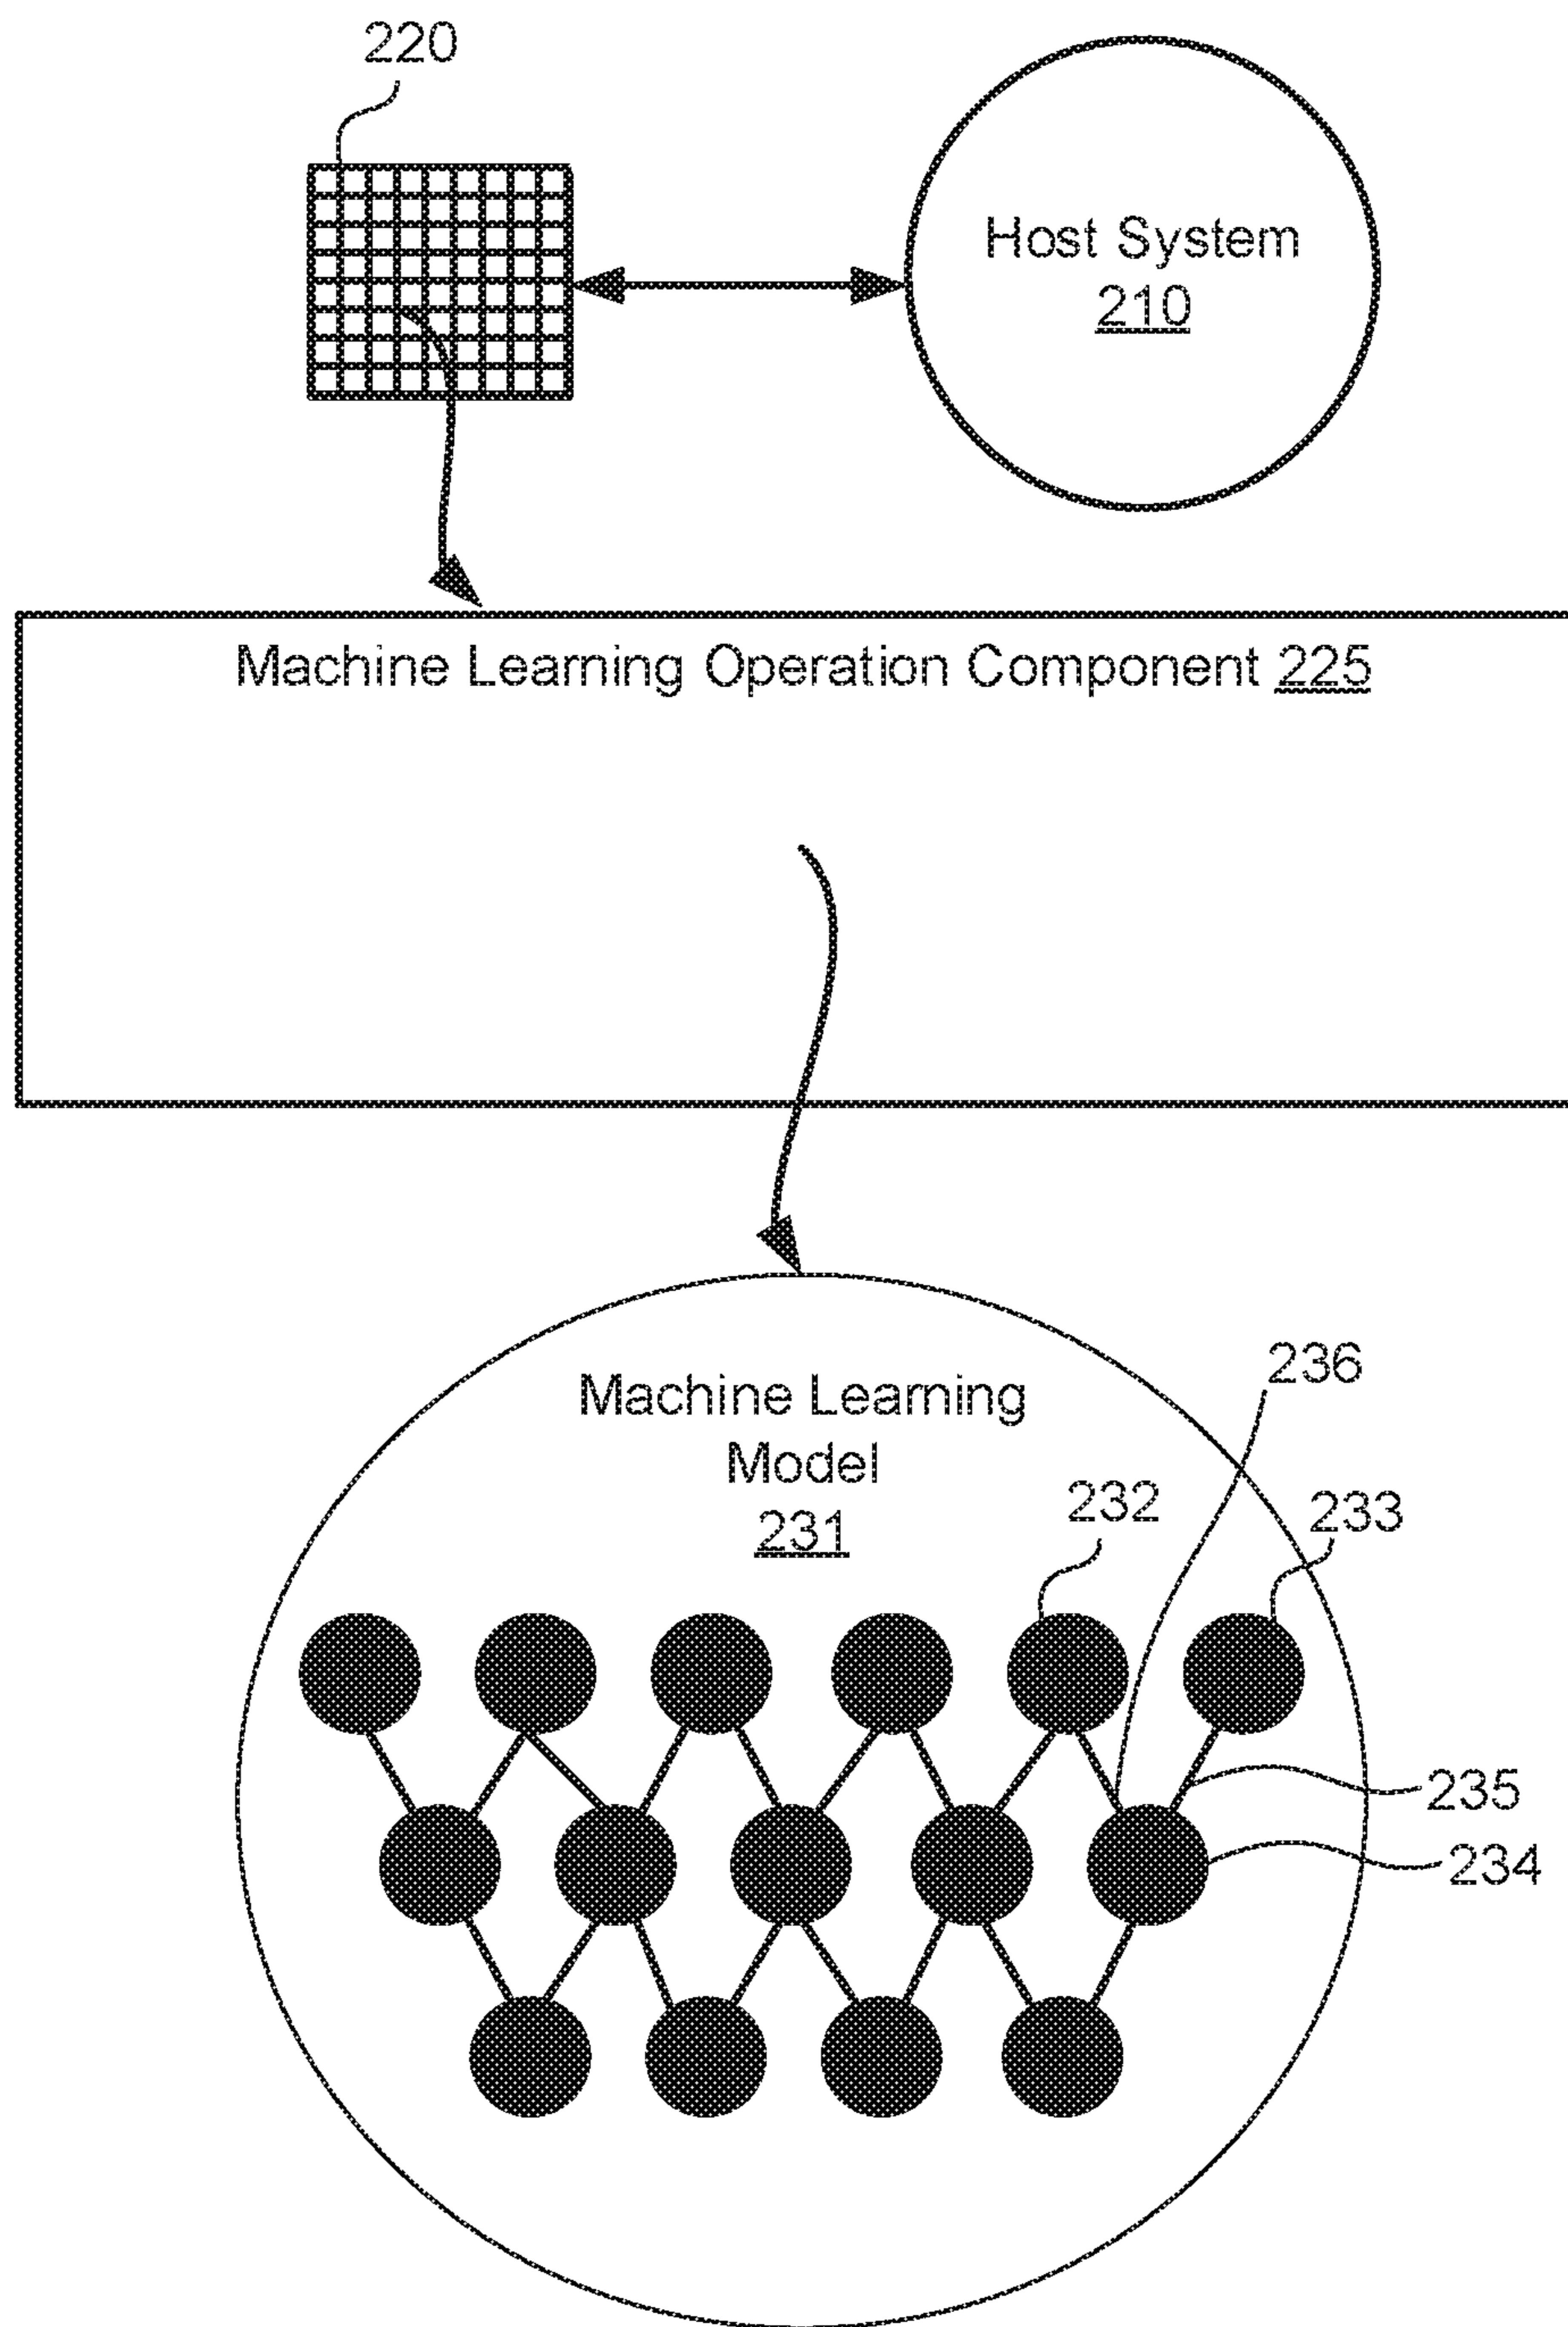 220
Host System
210
Machine Learning Operation Component 225
236
Machine Learning
Model
232
233
231
235
234